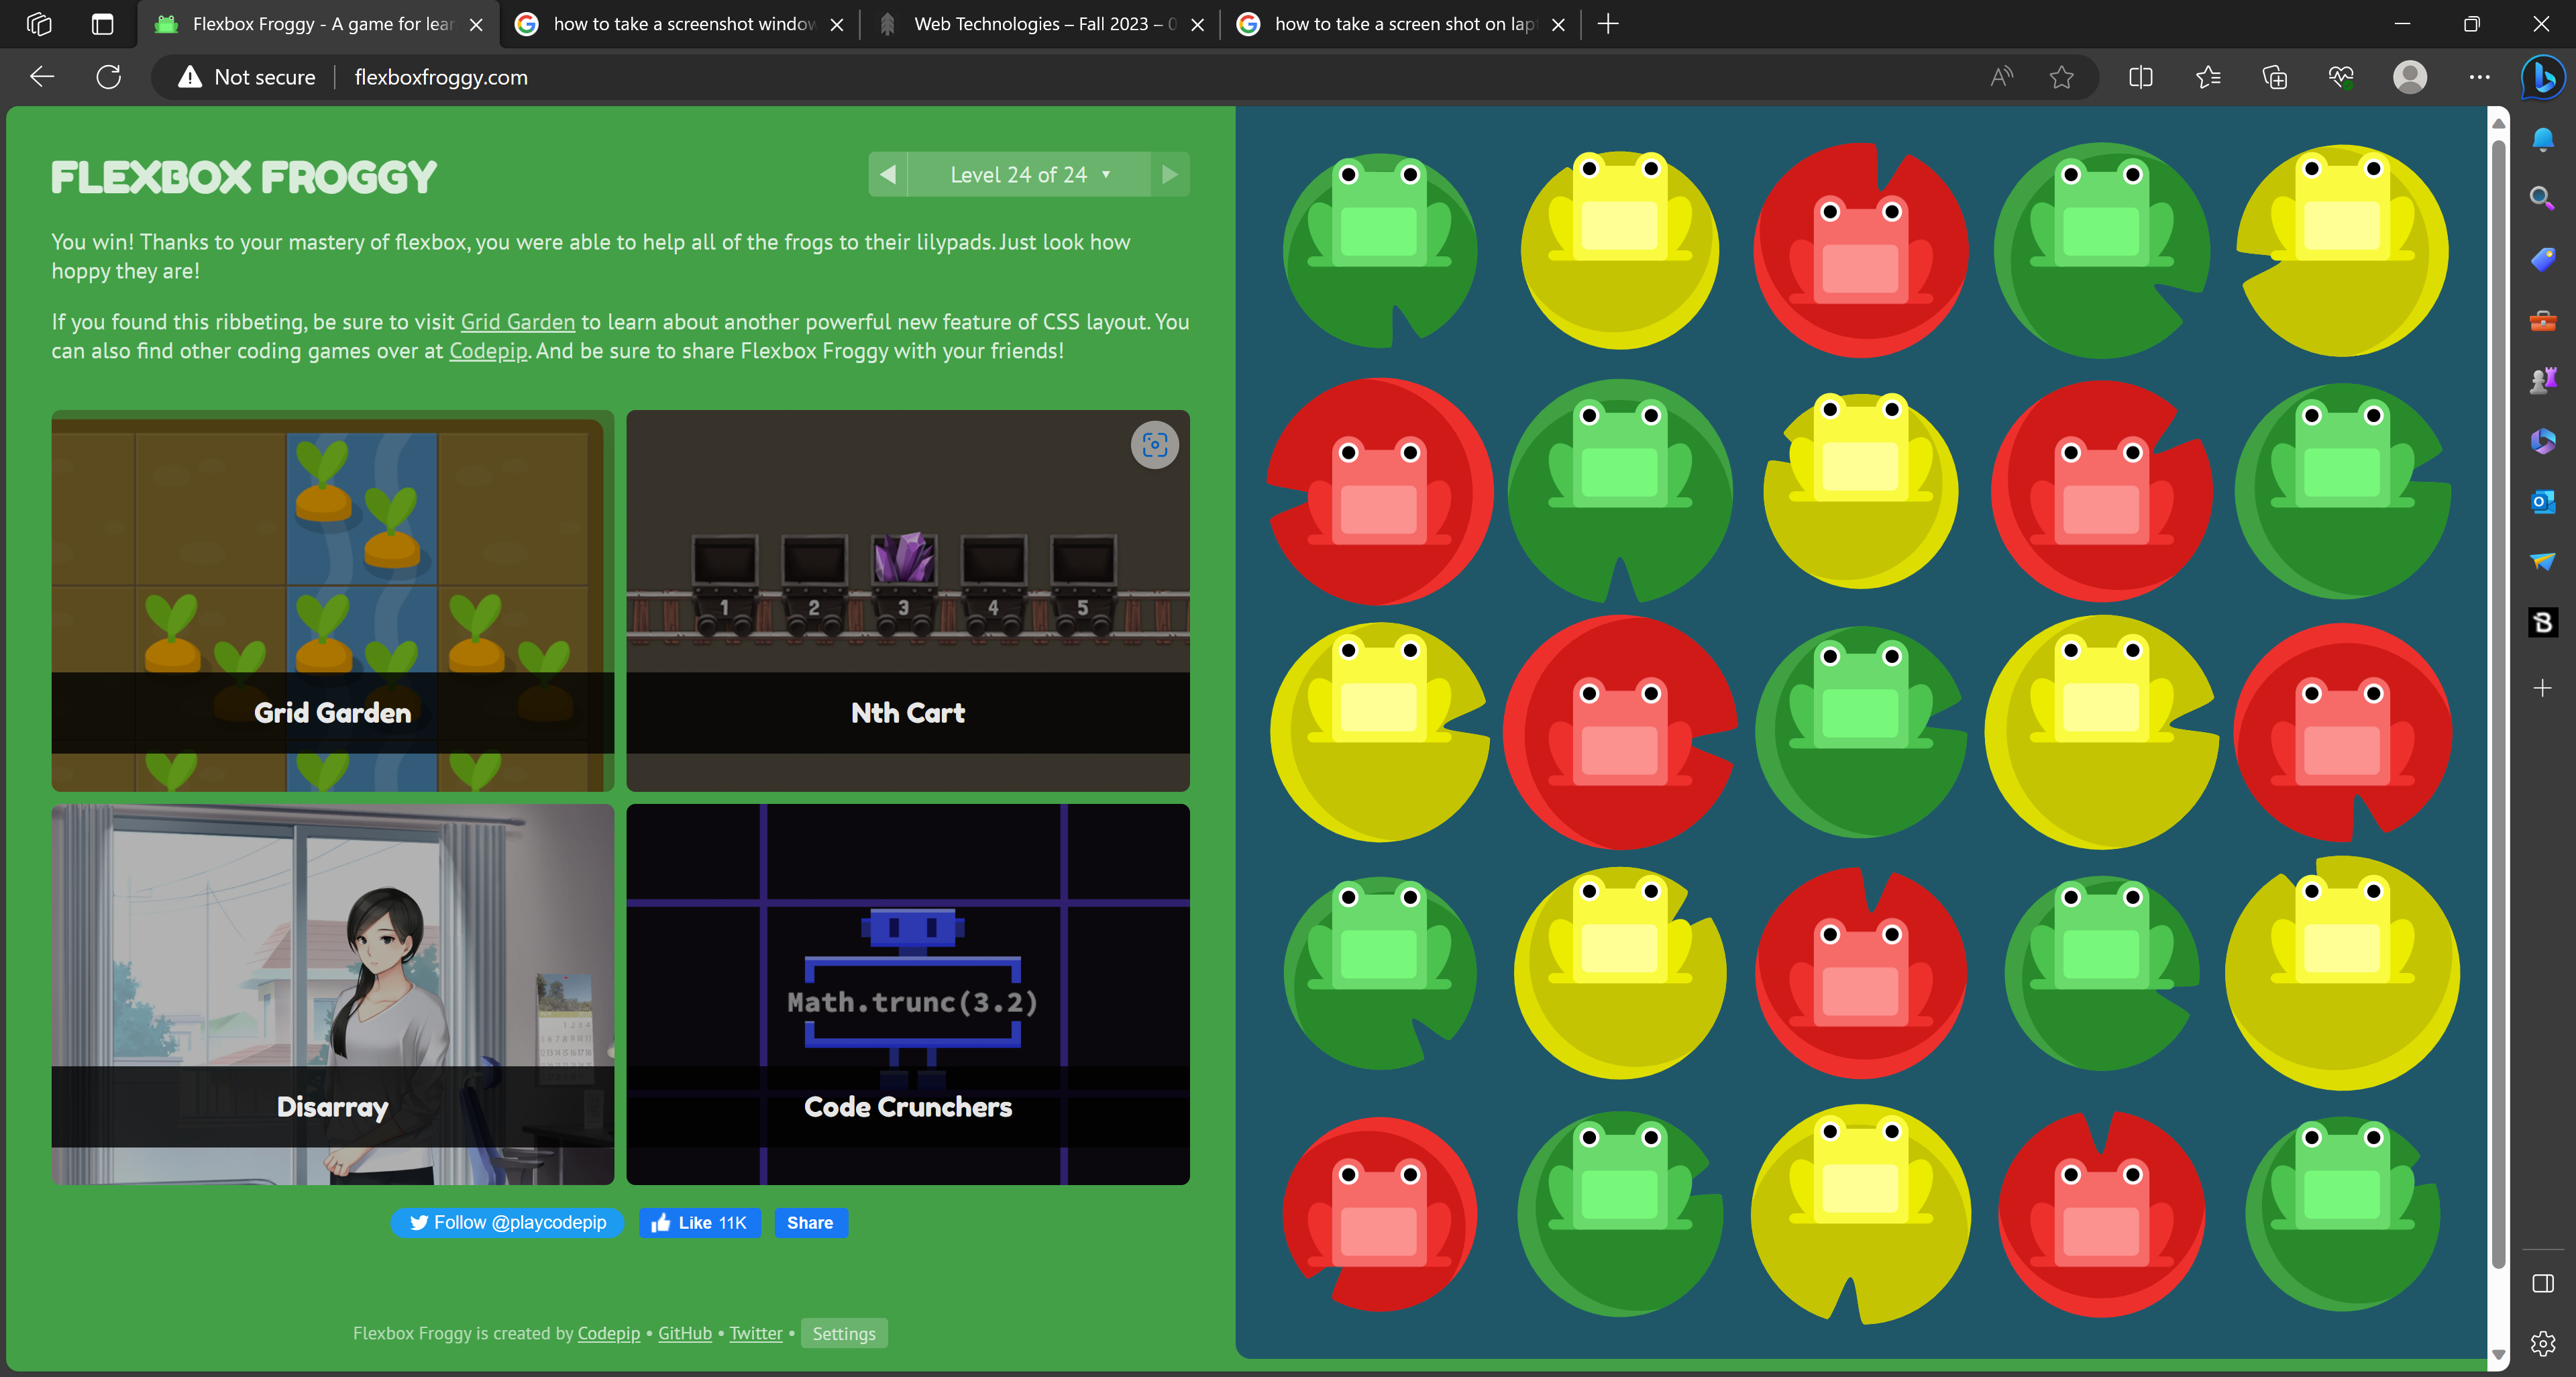 Flexbox Froggy - A game for lear
how to take a screenshot window
Web Technologies – Fall 2023 – 0
how to take a screen shot on lap
Not secure
flexboxfroggy.com
FLEXBOX FROGGY
Level 24 of 24
You win! Thanks to your mastery of flexbox, you were able to help all of the frogs to their lilypads. Just look how
hoppy they are!
If you found this ribbeting, be sure to visit Grid Garden to learn about another powerful new feature of CSS layout. You
can also find other coding games over at Codepip. And be sure to share Flexbox Froggy with your friends!
1 2 3 4 5
Grid Garden
Nth Cart
Math.trunc(3.2)
Disarray
Code Crunchers
Follow @playcodepip
Like 11K
Share
Flexbox Froggy is created by Codepip • GitHub • Twitter • Settings